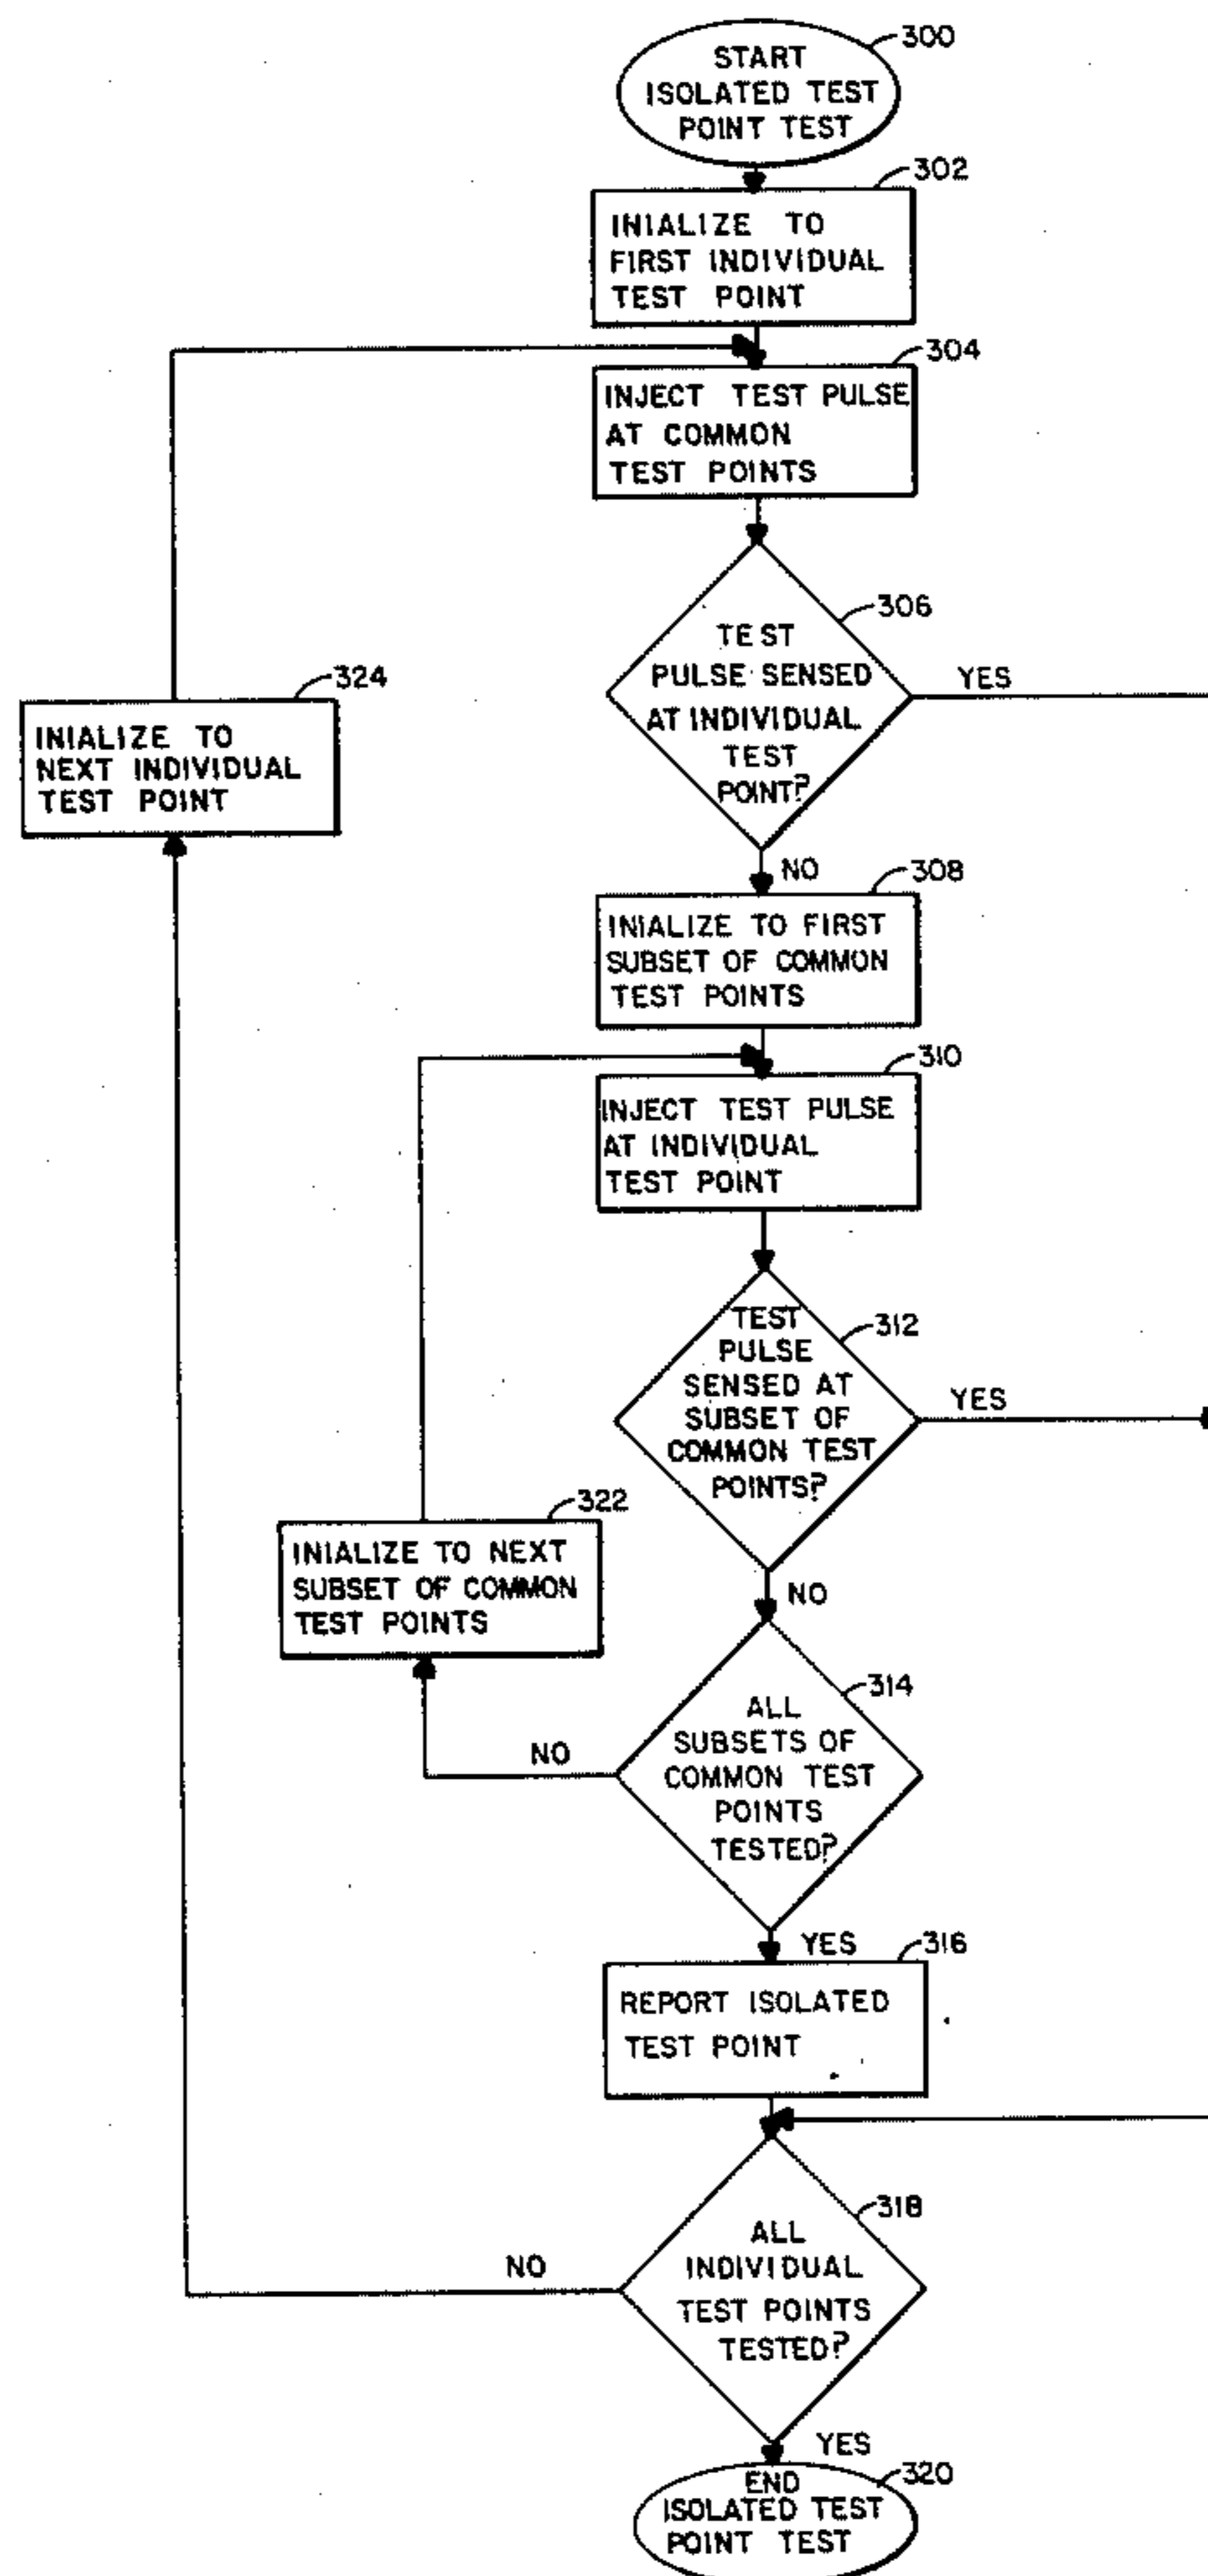 300
START
ISOLATED TEST
POINT TEST
302
INIALIZE TO
FIRST INDIVIDUAL
TEST POINT
304
INJECT TEST PULSE
AT COMMON
TEST POINTS
306
TEST
PULSE SENSED
AT INDIVIDUAL
TEST
POINT?
YES
324
INIALIZE TO
NEXT INDIVIDUAL
TEST POINT
NO
308
INIALIZE TO FIRST
SUBSET OF COMMON
TEST POINTS
310
INJECT TEST PULSE
AT INDIVIDUAL
TEST POINT
312
TEST
PULSE
SENSED AT
SUBSET OF
COMMON TEST
POINTS?
YES
322
INIALIZE TO NEXT
SUBSET OF COMMON
TEST POINTS
NO
314
ALL
SUBSETS OF
COMMON TEST
POINTS
TESTED?
NO
YES
316
REPORT ISOLATED
TEST POINT
318
ALL
INDIVIDUAL
TEST POINTS
TESTED?
NO
YES
320
END
ISOLATED TEST
POINT TEST